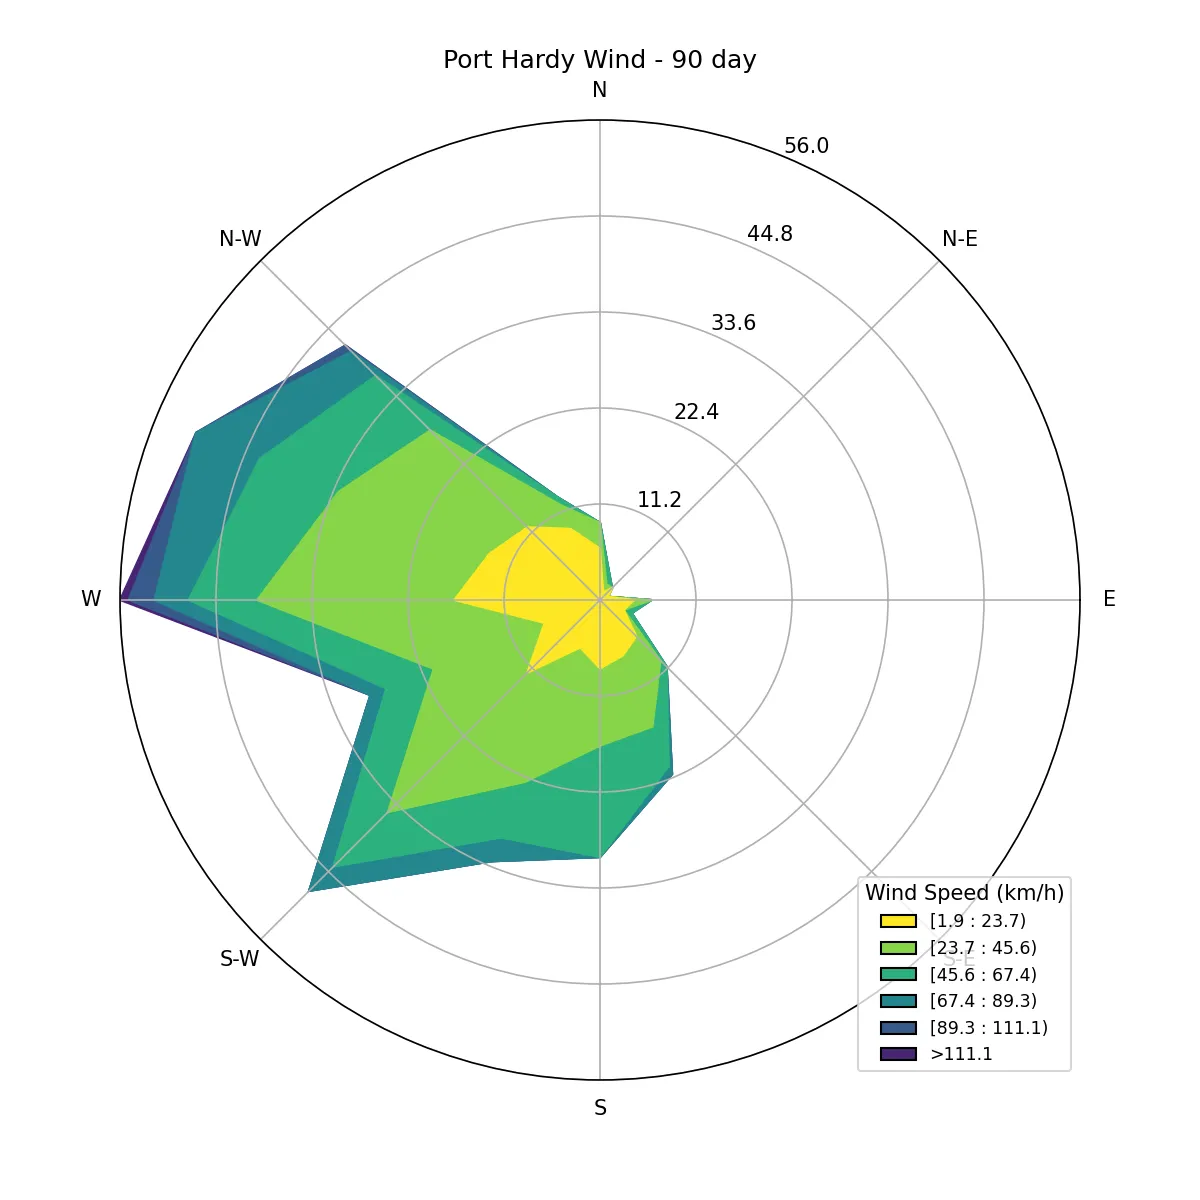 Port Hardy Wind - 90 day
N
56.0
44.8
N-W
N-E
33.6
22.4
11.2
W
E
Wind Speed (km/h)
[1.9 : 23.7)
[23.7 : 45.6)
S-W
S-E
[45.6 : 67.4)
[67.4 : 89.3)
[89.3 : 111.1)
>111.1
S